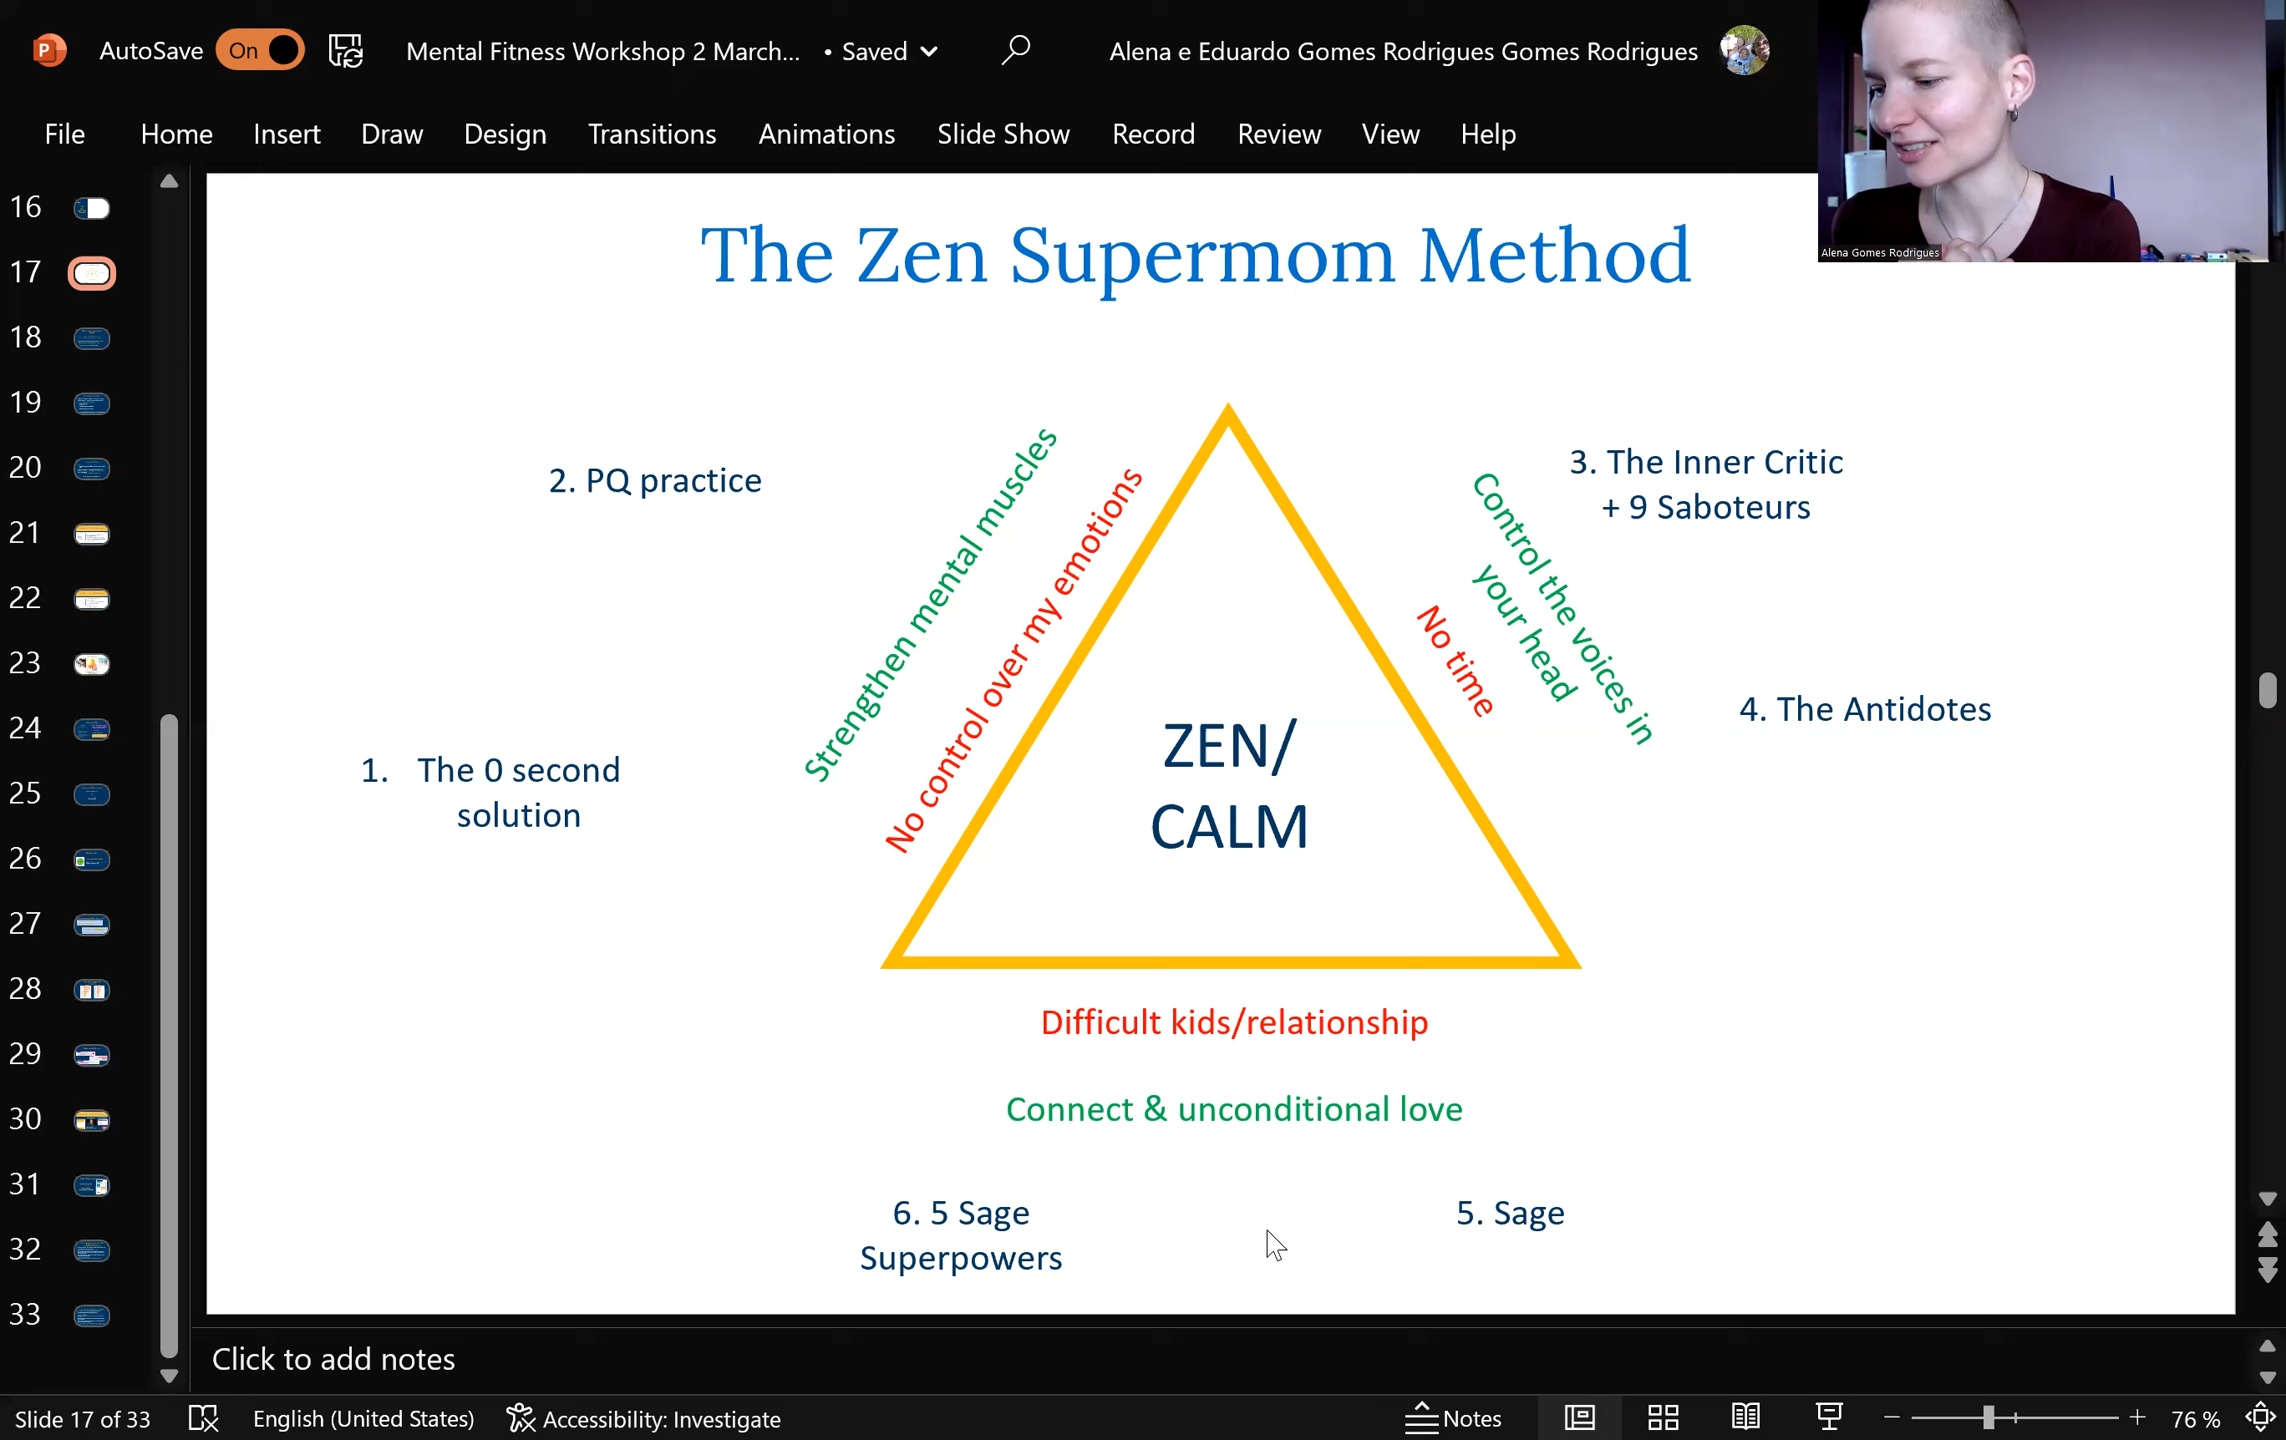 AutoSave On Mental Fitness Workshop 2 March... • Saved Alena e Eduardo Gomes Rodrigues Gomes Rodrigues
File Home Insert Draw Design Transitions Animations Slide Show Record Review View Help
Alena Gomes Rodrigues
16
17
18
19
20
21
22
23
24
25
26
27
28
29
30
31
32
33
The Zen Supermom Method
2. PQ practice
1. The 0 second
solution
Strengthen mental muscles
No control over my emotions
ZEN/
CALM
No time
Control the voices in
your head
3. The Inner Critic
+ 9 Saboteurs
4. The Antidotes
Difficult kids/relationship
Connect & unconditional love
6. 5 Sage
Superpowers
5. Sage
Click to add notes
Slide 17 of 33 English (United States) Accessibility: Investigate Notes 76 %